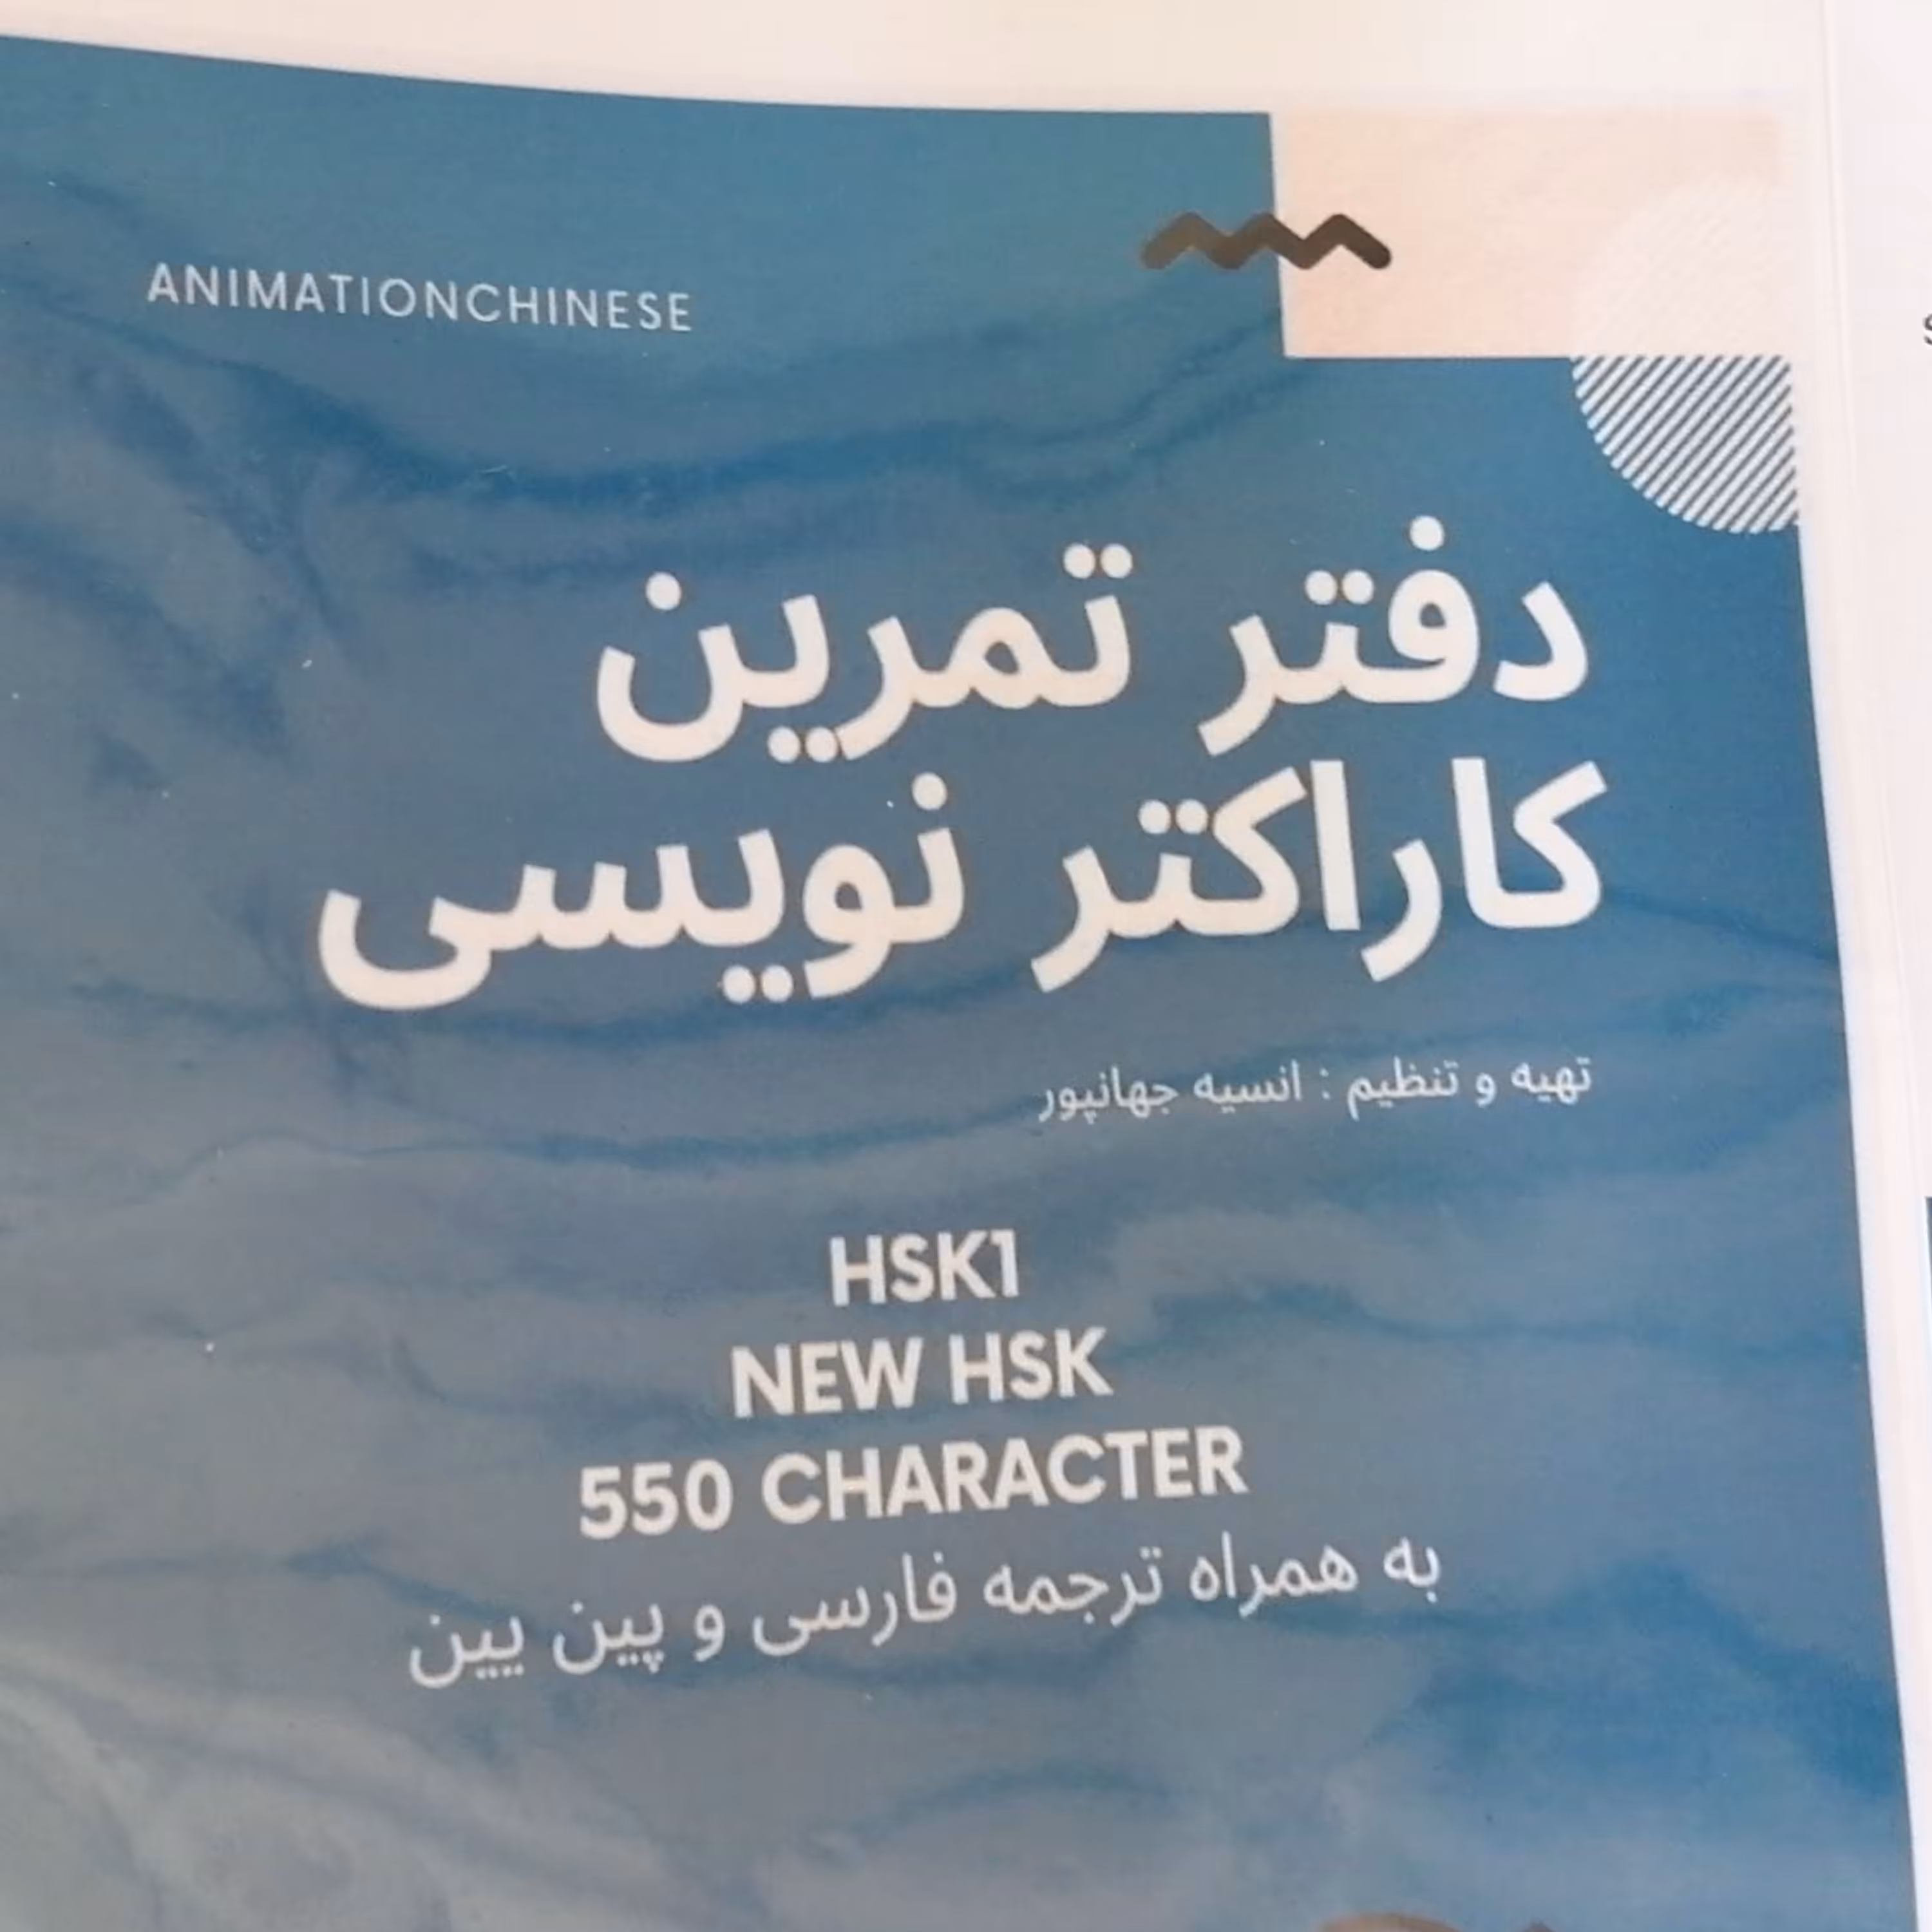 ANIMATIONCHINESE
دفتر تمرین
کاراکتر نویسی
تهیه و تنظیم : انسیه جهانپور
HSK1
NEW HSK
550 CHARACTER
به همراه ترجمه فارسی و پین یین